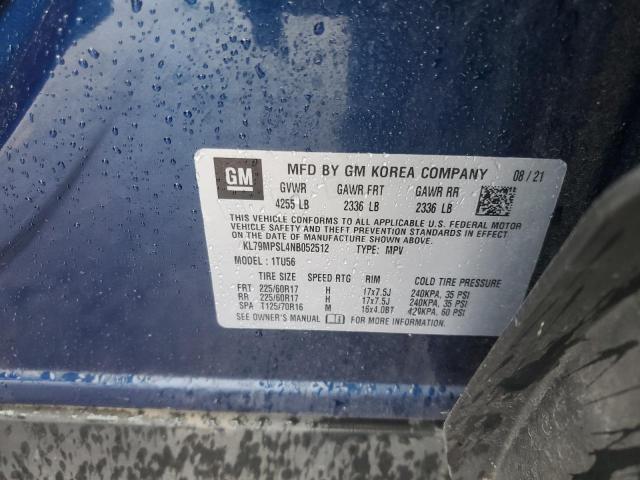 GM MFD BY GM KOREA COMPANY 08/21
GVWR GAWR FRT GAWR RR
4255 LB 2336 LB 2336 LB
THIS VEHICLE CONFORMS TO ALL APPLICABLE U.S. FEDERAL MOTOR
VEHICLE SAFETY AND THEFT PREVENTION STANDARDS IN EFFECT
ON THE DATE OF MANUFACTURE SHOWN ABOVE.
KL79MPSL4NB052512 TYPE: MPV
MODEL: 1TU56
TIRE SIZE SPEED RTG RIM COLD TIRE PRESSURE
FRT 225/60R17 H 17x7.5J 240KPA, 35 PSI
RR 225/60R17 H 17x7.5J 240KPA, 35 PSI
SPA T125/70R16 M 16x4.0BT 429KPA, 60 PSI
SEE OWNER'S MANUAL FOR MORE INFORMATION.